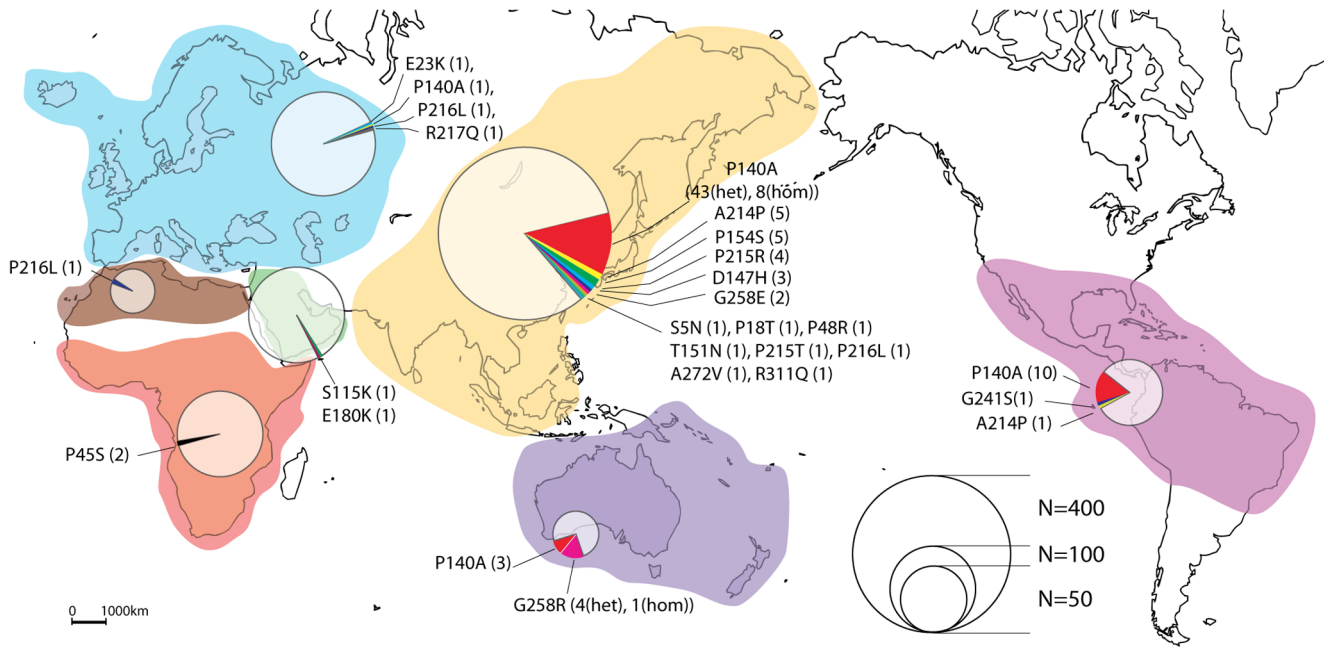 E23K (1),
P140A (1),
P216L (1),
R217Q (1)
P140A
(43(het), 8(hom))
A214P (5)
P154S (5)
P215R (4)
D147H (3)
G258E (2)
S5N (1), P18T (1), P48R (1)
T151N (1), P215T (1), P216L (1)
A272V (1), R311Q (1)
P216L (1)
S115K (1)
E180K (1)
P45S (2)
P140A (10)
G241S(1)
A214P (1)
P140A (3)
G258R (4(het), 1(hom))
N=400
N=100
N=50
0 1000km